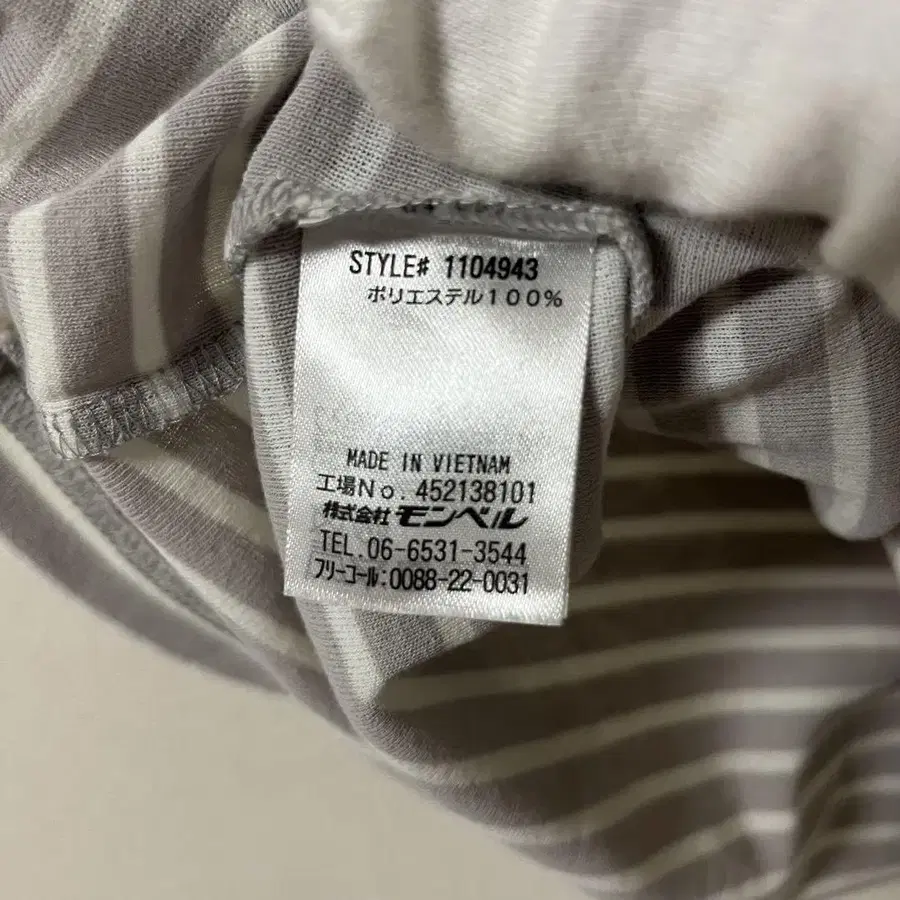 STYLE# 1104943
ポリエステル100%
MADE IN VIETNAM
工場No. 452138101
株式会社 モンベル
TEL.06-6531-3544
フリーコール:0088-22-0031